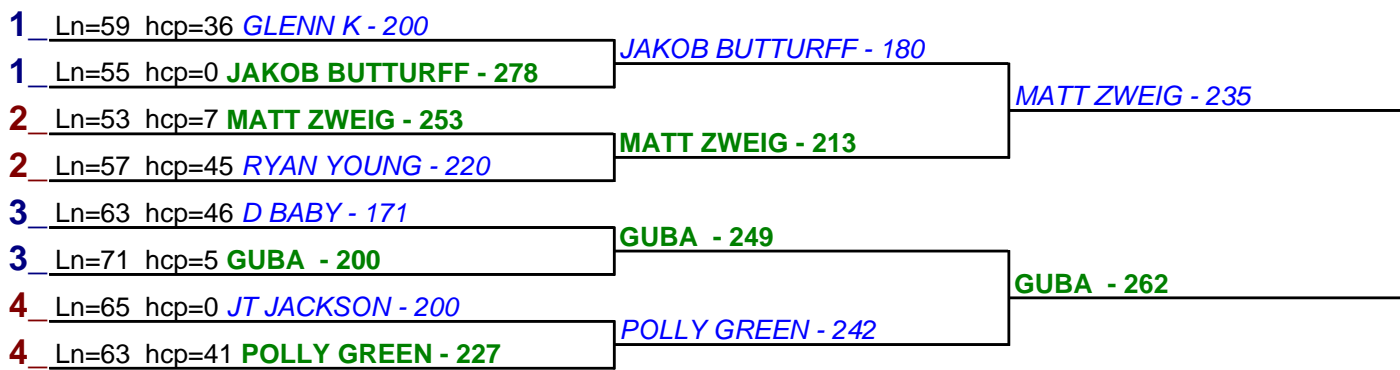 1_ Ln=59 hcp=36 GLENN K - 200
JAKOB BUTTURFF - 180
1_ Ln=55 hcp=0 JAKOB BUTTURFF - 278
MATT ZWEIG - 235
2_ Ln=53 hcp=7 MATT ZWEIG - 253
MATT ZWEIG - 213
2_ Ln=57 hcp=45 RYAN YOUNG - 220
3_ Ln=63 hcp=46 D BABY - 171
GUBA - 249
3_ Ln=71 hcp=5 GUBA - 200
GUBA - 262
4_ Ln=65 hcp=0 JT JACKSON - 200
POLLY GREEN - 242
4_ Ln=63 hcp=41 POLLY GREEN - 227